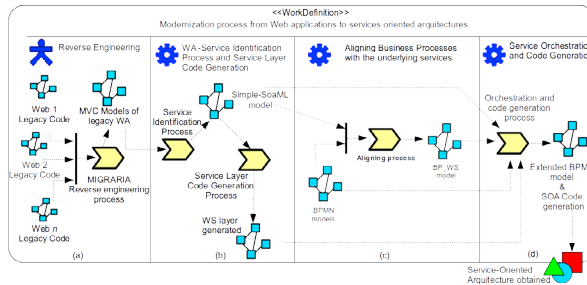 <<WorkDefinition>>
Modernization process from Web applications to services oriented arquitectures.
Reverse Engineering
Web 1
Legacy Code
MVC Models of
legacy WA
Web 2
Legacy Code
MIGRARIA
Reverse engineering
process
Web n
Legacy Code
(a)
WA-Service Identification
Process and Service Layer
Code Generation
Service
Identification
Process
Simple-SoaML
model
Service Layer
Code Generation
Process
WS layer
generated
(b)
Aligning Business Processes
with the underlying services
Aligning process
BP_WS
model
BPMN
models
(c)
Service Orchestration
and Code Generation
Orchestration and
code generation
process
Extended BPM
model
&
SOA Code
generation
(d)
Service-Oriented
Arquitecture obtained